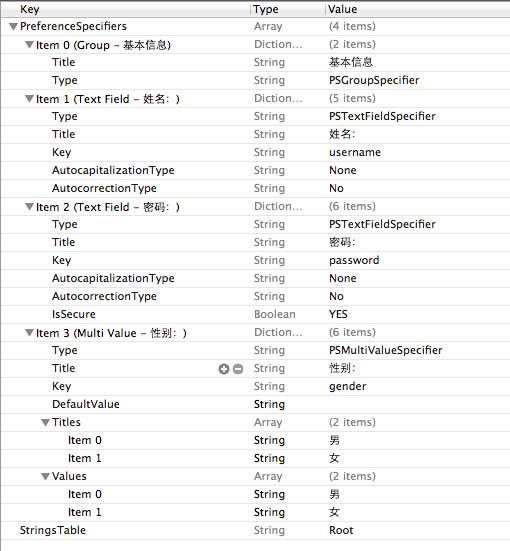 Key Type Value
PreferenceSpecifiers Array (4 items)
Item 0 (Group - 基本信息) Diction... (2 items)
Title String 基本信息
Type String PSGroupSpecifier
Item 1 (Text Field - 姓名: ) Diction... (5 items)
Type String PSTextFieldSpecifier
Title String 姓名:
Key String username
AutocapitalizationType String None
AutocorrectionType String No
Item 2 (Text Field - 密码: ) Diction... (6 items)
Type String PSTextFieldSpecifier
Title String 密码:
Key String password
AutocapitalizationType String None
AutocorrectionType String No
IsSecure Boolean YES
Item 3 (Multi Value - 性别: ) Diction... (6 items)
Type String PSMultiValueSpecifier
Title String 性别:
Key String gender
DefaultValue String
Titles Array (2 items)
Item 0 String 男
Item 1 String 女
Values Array (2 items)
Item 0 String 男
Item 1 String 女
StringsTable String Root